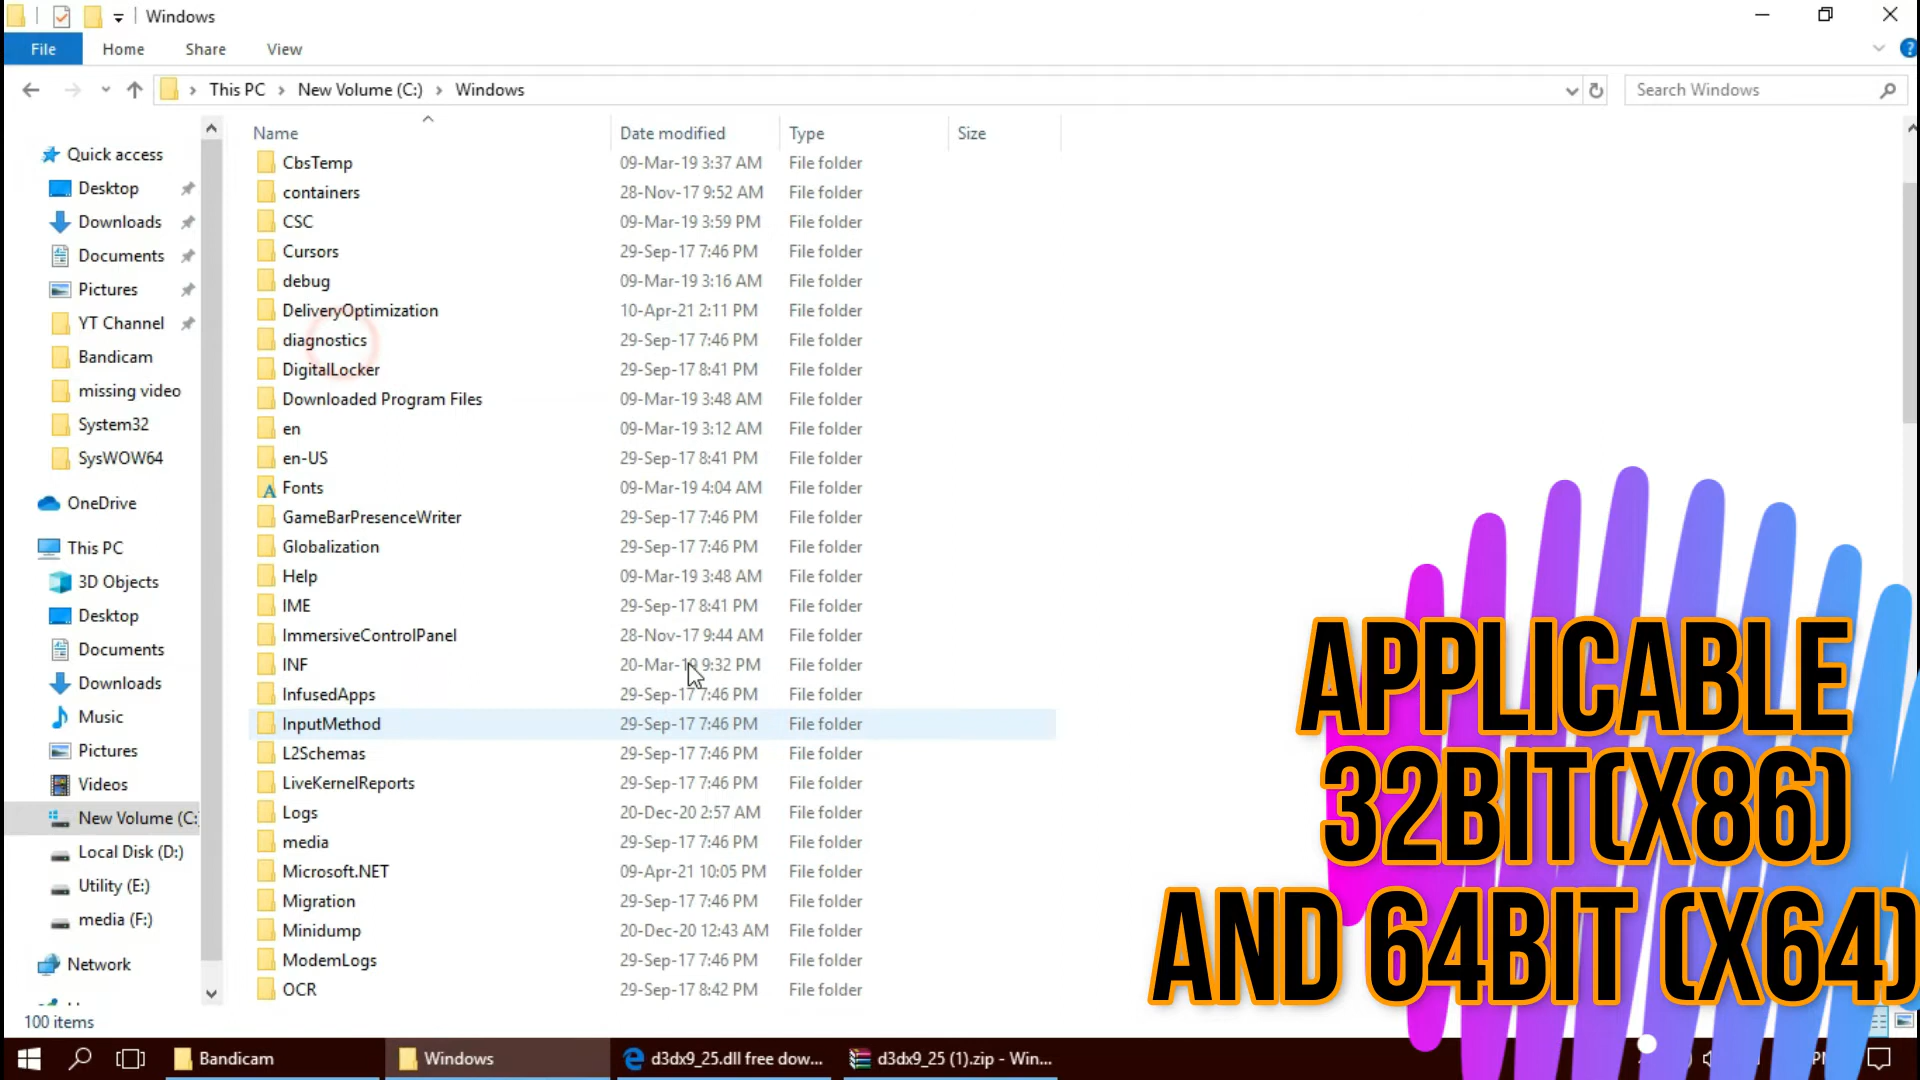 Windows
File Home Share View
This PC New Volume (C:) Windows
Search Windows
Name Date modified Type Size
Quick access
Desktop
Downloads
Documents
Pictures
YT Channel
Bandicam
missing video
System32
SysWOW64
OneDrive
This PC
3D Objects
Desktop
Documents
Downloads
Music
Pictures
Videos
New Volume (C:
Local Disk (D:)
Utility (E:)
media (F:)
Network
CbsTemp 09-Mar-19 3:37 AM File folder
containers 28-Nov-17 9:52 AM File folder
CSC 09-Mar-19 3:59 PM File folder
Cursors 29-Sep-17 7:46 PM File folder
debug 09-Mar-19 3:16 AM File folder
DeliveryOptimization 10-Apr-21 2:11 PM File folder
diagnostics 29-Sep-17 7:46 PM File folder
DigitalLocker 29-Sep-17 8:41 PM File folder
Downloaded Program Files 09-Mar-19 3:48 AM File folder
en 09-Mar-19 3:12 AM File folder
en-US 29-Sep-17 8:41 PM File folder
Fonts 09-Mar-19 4:04 AM File folder
GameBarPresenceWriter 29-Sep-17 7:46 PM File folder
Globalization 29-Sep-17 7:46 PM File folder
Help 09-Mar-19 3:48 AM File folder
IME 29-Sep-17 8:41 PM File folder
ImmersiveControlPanel 28-Nov-17 9:44 AM File folder
INF 9:32 PM File folder
InfusedApps 29-Sep-17 7:46 PM File folder
InputMethod 29-Sep-17 7:46 PM File folder
L2Schemas 29-Sep-17 7:46 PM File folder
LiveKernelReports 29-Sep-17 7:46 PM File folder
Logs 20-Dec-20 2:57 AM File folder
media 29-Sep-17 7:46 PM File folder
Microsoft.NET 09-Apr-21 10:05 PM File folder
Migration 29-Sep-17 7:46 PM File folder
Minidump 20-Dec-20 12:43 AM File folder
ModemLogs 29-Sep-17 7:46 PM File folder
OCR 29-Sep-17 8:42 PM File folder
APPLICABLE
32BIT(X86)
AND 64BIT (X64)
100 items
Bandicam Windows d3dx9_25.dll free dow... d3dx9_25 (1).zip - Win...